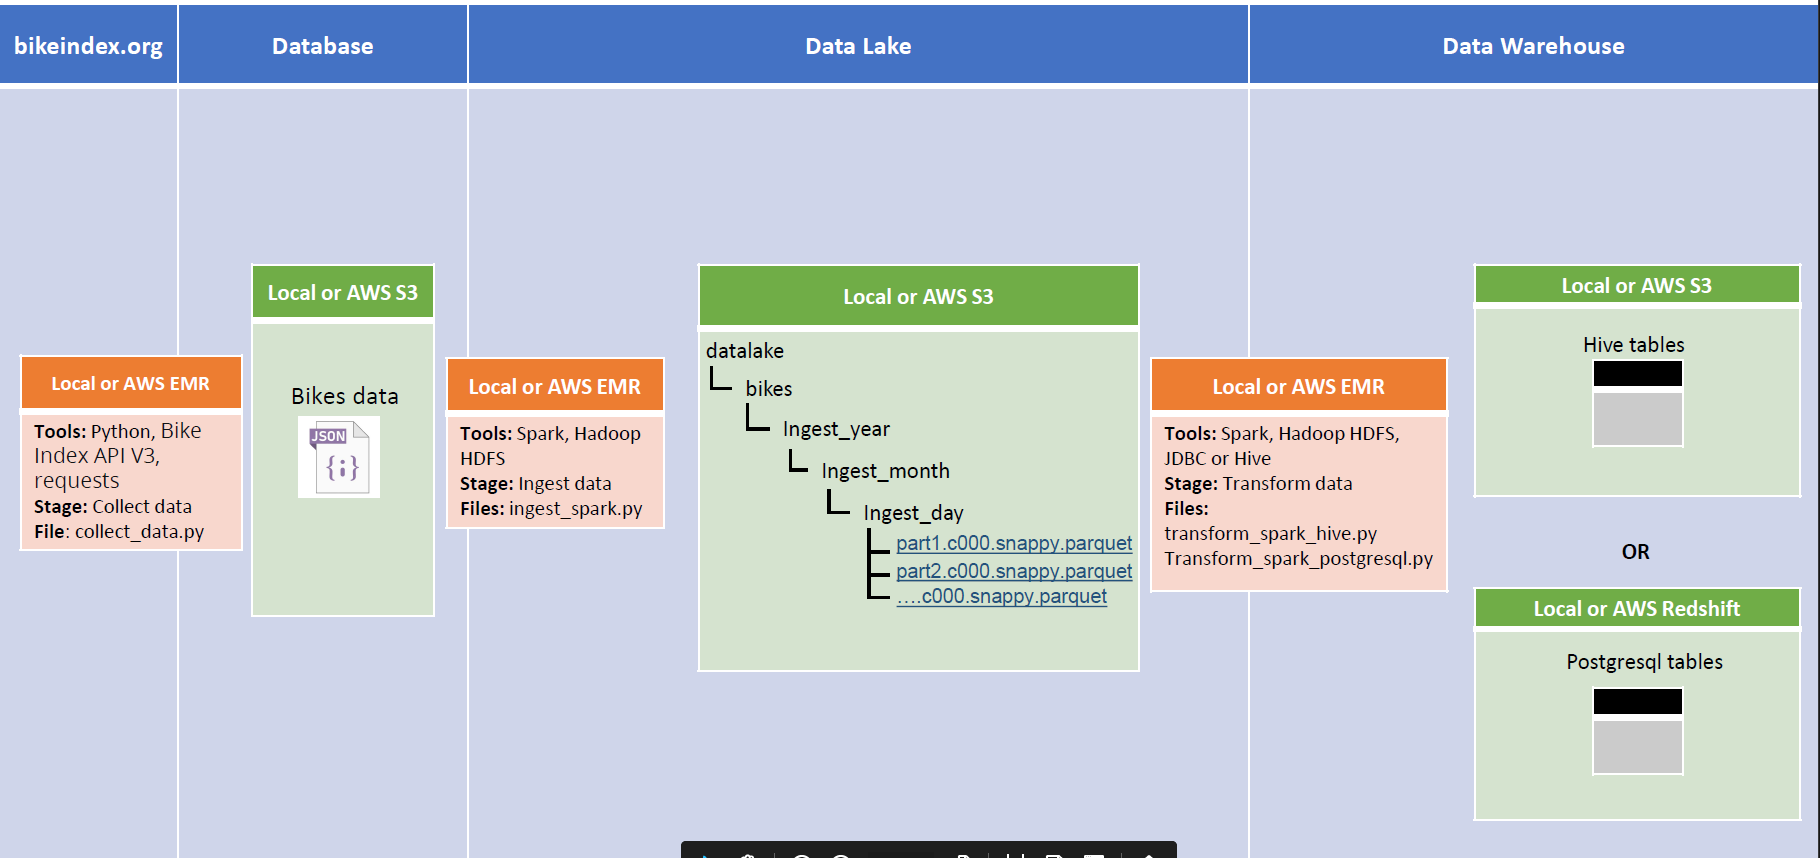 bikeindex.org
Database
Data Lake
Data Warehouse
Local or AWS EMR
Tools: Python, Bike
Index API V3,
requests
Stage: Collect data
File: collect_data.py
Local or AWS S3
Bikes data
JSON
{;}
Local or AWS EMR
Tools: Spark, Hadoop
HDFS
Stage: Ingest data
Files: ingest_spark.py
Local or AWS S3
datalake
bikes
Ingest_year
Ingest_month
Ingest_day
part1.c000.snappy.parquet
part2.c000.snappy.parquet
....c000.snappy.parquet
Local or AWS EMR
Tools: Spark, Hadoop HDFS,
JDBC or Hive
Stage: Transform data
Files:
transform_spark_hive.py
Transform_spark_postgresql.py
Local or AWS S3
Hive tables
OR
Local or AWS Redshift
Postgresql tables